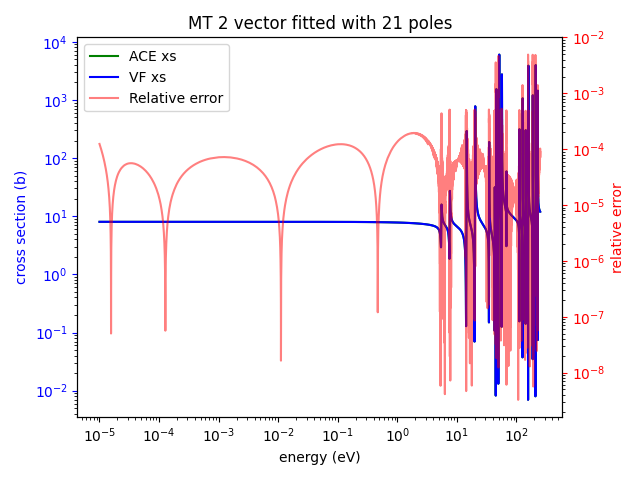 MT 2 vector fitted with 21 poles
ACE xs
VF xs
Relative error
cross section (b)
10^4
10^3
10^2
10^1
10^0
10^-1
10^-2
10^-2
10^-3
10^-4
10^-5
10^-6
10^-7
10^-8
relative error
10^-5 10^-4 10^-3 10^-2 10^-1 10^0 10^1 10^2
energy (eV)